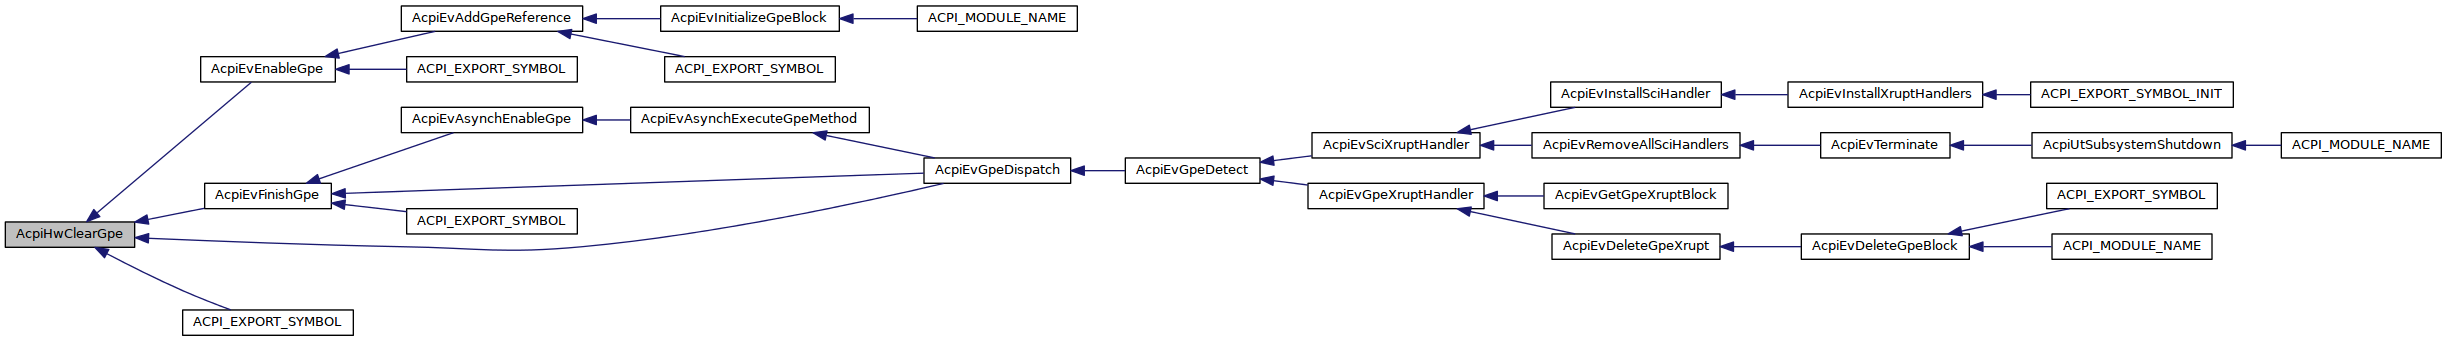 AcpiEvAddGpeReference
AcpiEvInitializeGpeBlock
ACPI_MODULE_NAME
AcpiEvEnableGpe
ACPI_EXPORT_SYMBOL
ACPI_EXPORT_SYMBOL
AcpiEvInstallSciHandler
AcpiEvInstallXruptHandlers
ACPI_EXPORT_SYMBOL_INIT
AcpiEvAsynchEnableGpe
AcpiEvAsynchExecuteGpeMethod
AcpiEvSciXruptHandler
AcpiEvRemoveAllSciHandlers
AcpiEvTerminate
AcpiUtSubsystemShutdown
ACPI_MODULE_NAME
AcpiEvGpeDispatch
AcpiEvGpeDetect
AcpiEvFinishGpe
AcpiEvGpeXruptHandler
AcpiEvGetGpeXruptBlock
ACPI_EXPORT_SYMBOL
ACPI_EXPORT_SYMBOL
AcpiHwClearGpe
AcpiEvDeleteGpeXrupt
AcpiEvDeleteGpeBlock
ACPI_MODULE_NAME
ACPI_EXPORT_SYMBOL